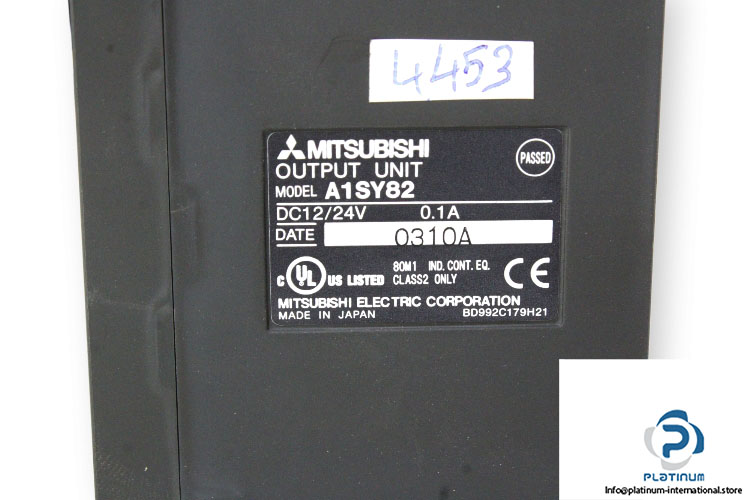 4453
MITSUBISHI
PASSED
OUTPUT UNIT
MODEL A1SY82
DC12/24V 0.1A
DATE 0310A
C UL US LISTED 80M1 IND. CONT. EQ. CLASS2 ONLY CE
MITSUBISHI ELECTRIC CORPORATION
MADE IN JAPAN BD992C179H21
PLATINUM
Info@platinum-international.store